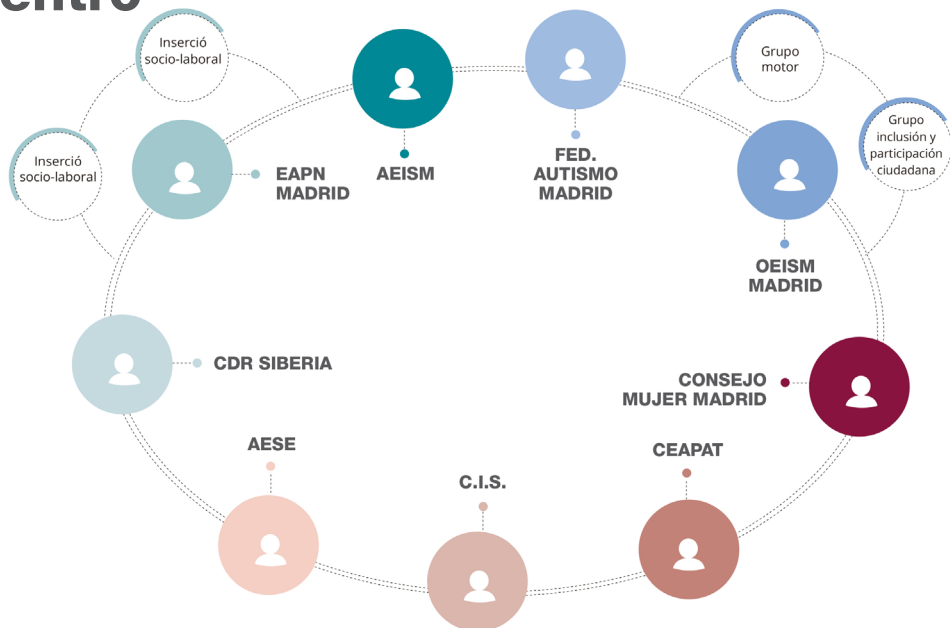 entro
Inserció
socio-laboral
Grupo
motor
Inserció
socio-laboral
Grupo
inclusión y
participación
ciudadana
EAPN
MADRID
AEISM
FED.
AUTISMO
MADRID
OEISM
MADRID
CDR SIBERIA
CONSEJO
MUJER MADRID
AESE
C.I.S.
CEAPAT